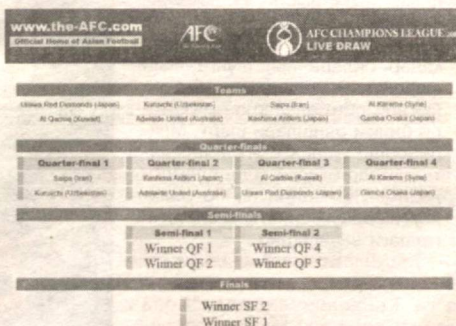 www.the-AFC.com
Official Home of Asian Football
AFC
AFC CHAMPIONS LEAGUE
LIVE DRAW
Teams
Urawa Red Diamonds (Japan) Kuruvchi (Uzbekistan) Saipa (Iran) Al Karama (Syria)
Al Qadsia (Kuwait) Adelaide United (Australia) Kashima Antlers (Japan) Gamba Osaka (Japan)
Quarter-finals
Quarter-final 1 Quarter-final 2 Quarter-final 3 Quarter-final 4
Saipa (Iran) Kashima Antlers (Japan) Al Qadsia (Kuwait) Al Karama (Syria)
Kuruvchi (Uzbekistan) Adelaide United (Australia) Urawa Red Diamonds (Japan) Gamba Osaka (Japan)
Semi-finals
Semi-final 1 Semi-final 2
Winner QF 1 Winner QF 4
Winner QF 2 Winner QF 3
Finals
Winner SF 2
Winner SF 1